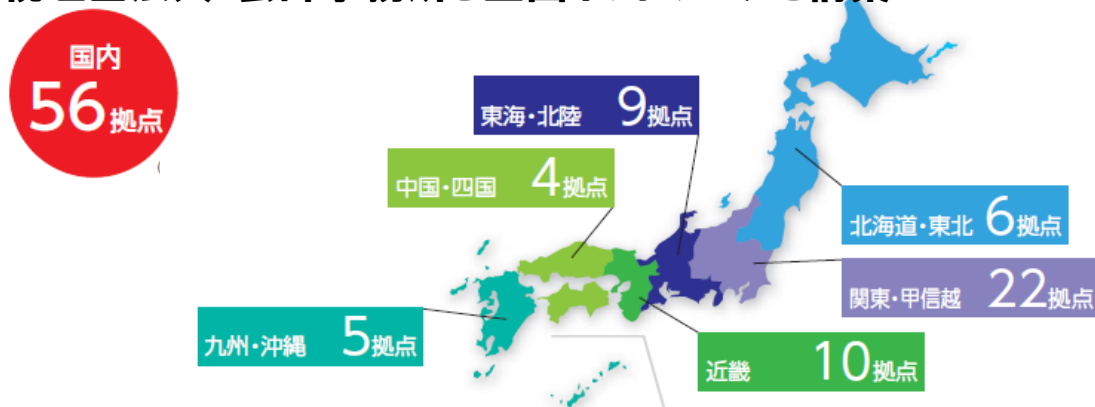 国内
56拠点
東海・北陸 9拠点
中国・四国 4拠点
北海道・東北 6拠点
関東・甲信越 22拠点
九州・沖縄 5拠点
近畿 10拠点